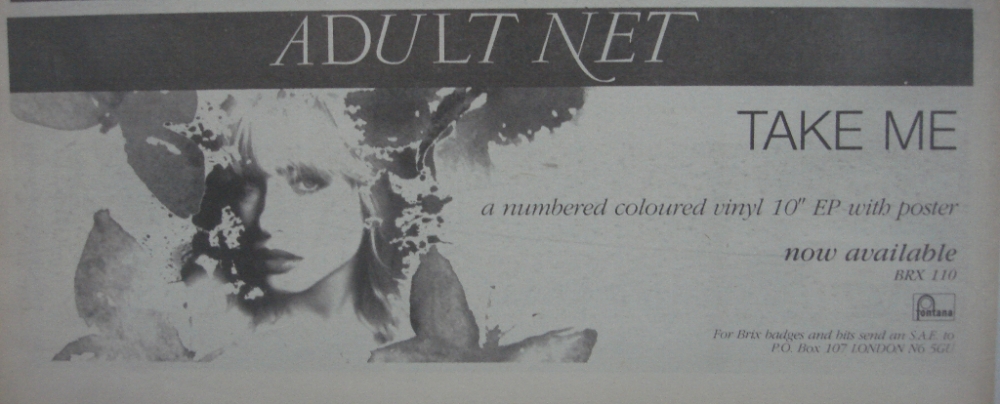 ADULT NET
TAKE ME
a numbered coloured vinyl 10" EP with poster
now available
BRX 110
fontana
For Brix badges and bits send an S.A.E. to
P.O. Box 107 LONDON N6 5GU